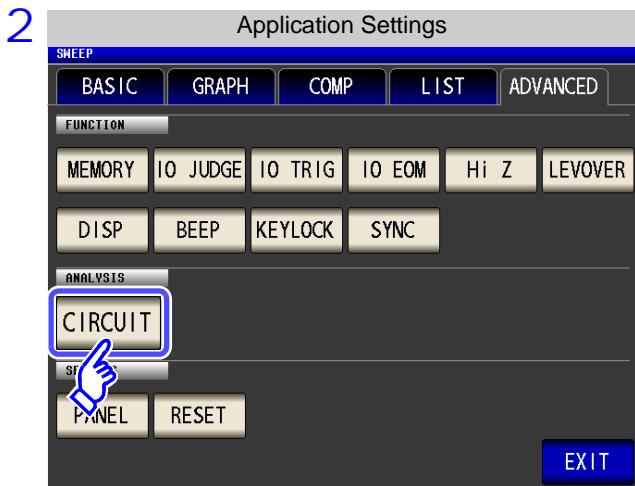 2
Application Settings
SWEEP
BASIC GRAPH COMP LIST ADVANCED
FUNCTION
MEMORY IO JUDGE IO TRIG IO EOM Hi Z LEVOVER
DISP BEEP KEYLOCK SYNC
ANALYSIS
CIRCUIT
PANEL RESET
EXIT